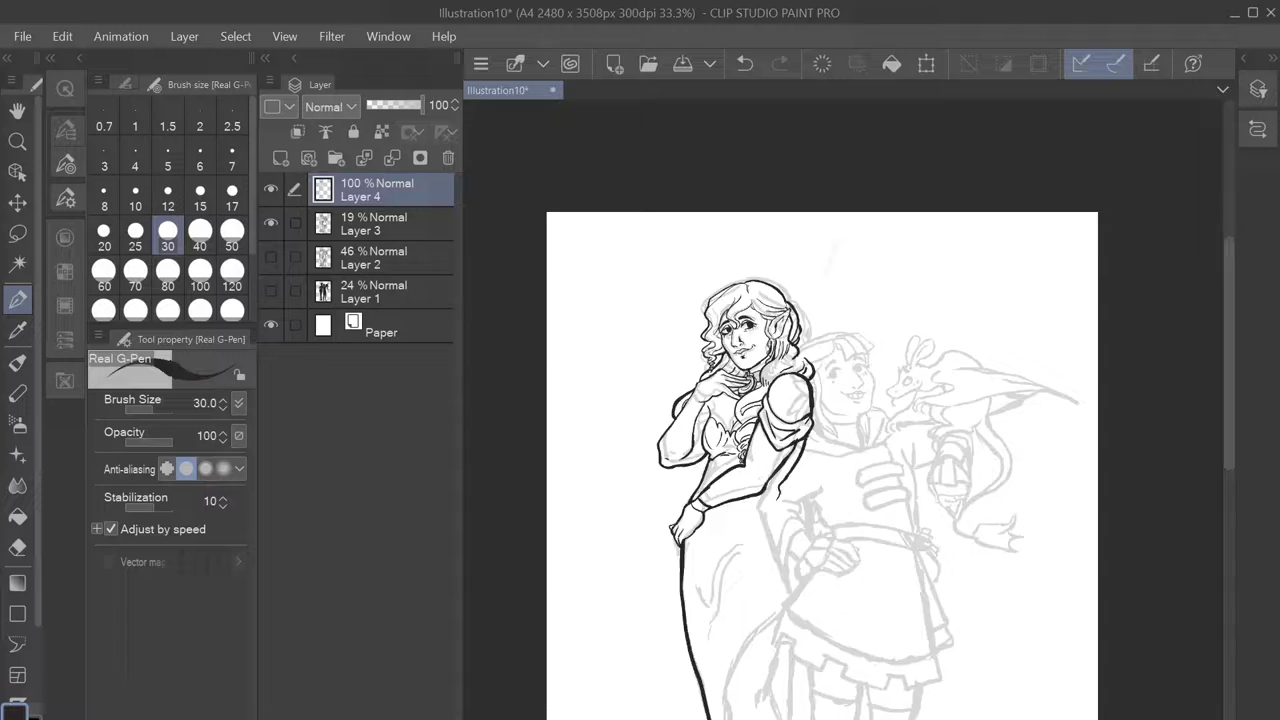 Illustration10* (A4 2480 x 3508px 300dpi 33.3%) - CLIP STUDIO PAINT PRO
File Edit Animation Layer Select View Filter Window Help
Brush size [Real G-P
Layer
Illustration10*
Normal 100
0.7 1 1.5 2 2.5
3 4 5 6 7
8 10 12 15 17
20 25 30 40 50
60 70 80 100 120
100 % Normal
Layer 4
19 % Normal
Layer 3
46 % Normal
Layer 2
24 % Normal
Layer 1
Paper
Tool property [Real G-Pen]
Real G-Pen
Brush Size 30.0
Opacity 100
Anti-aliasing
Stabilization 10
Adjust by speed
Vector mag